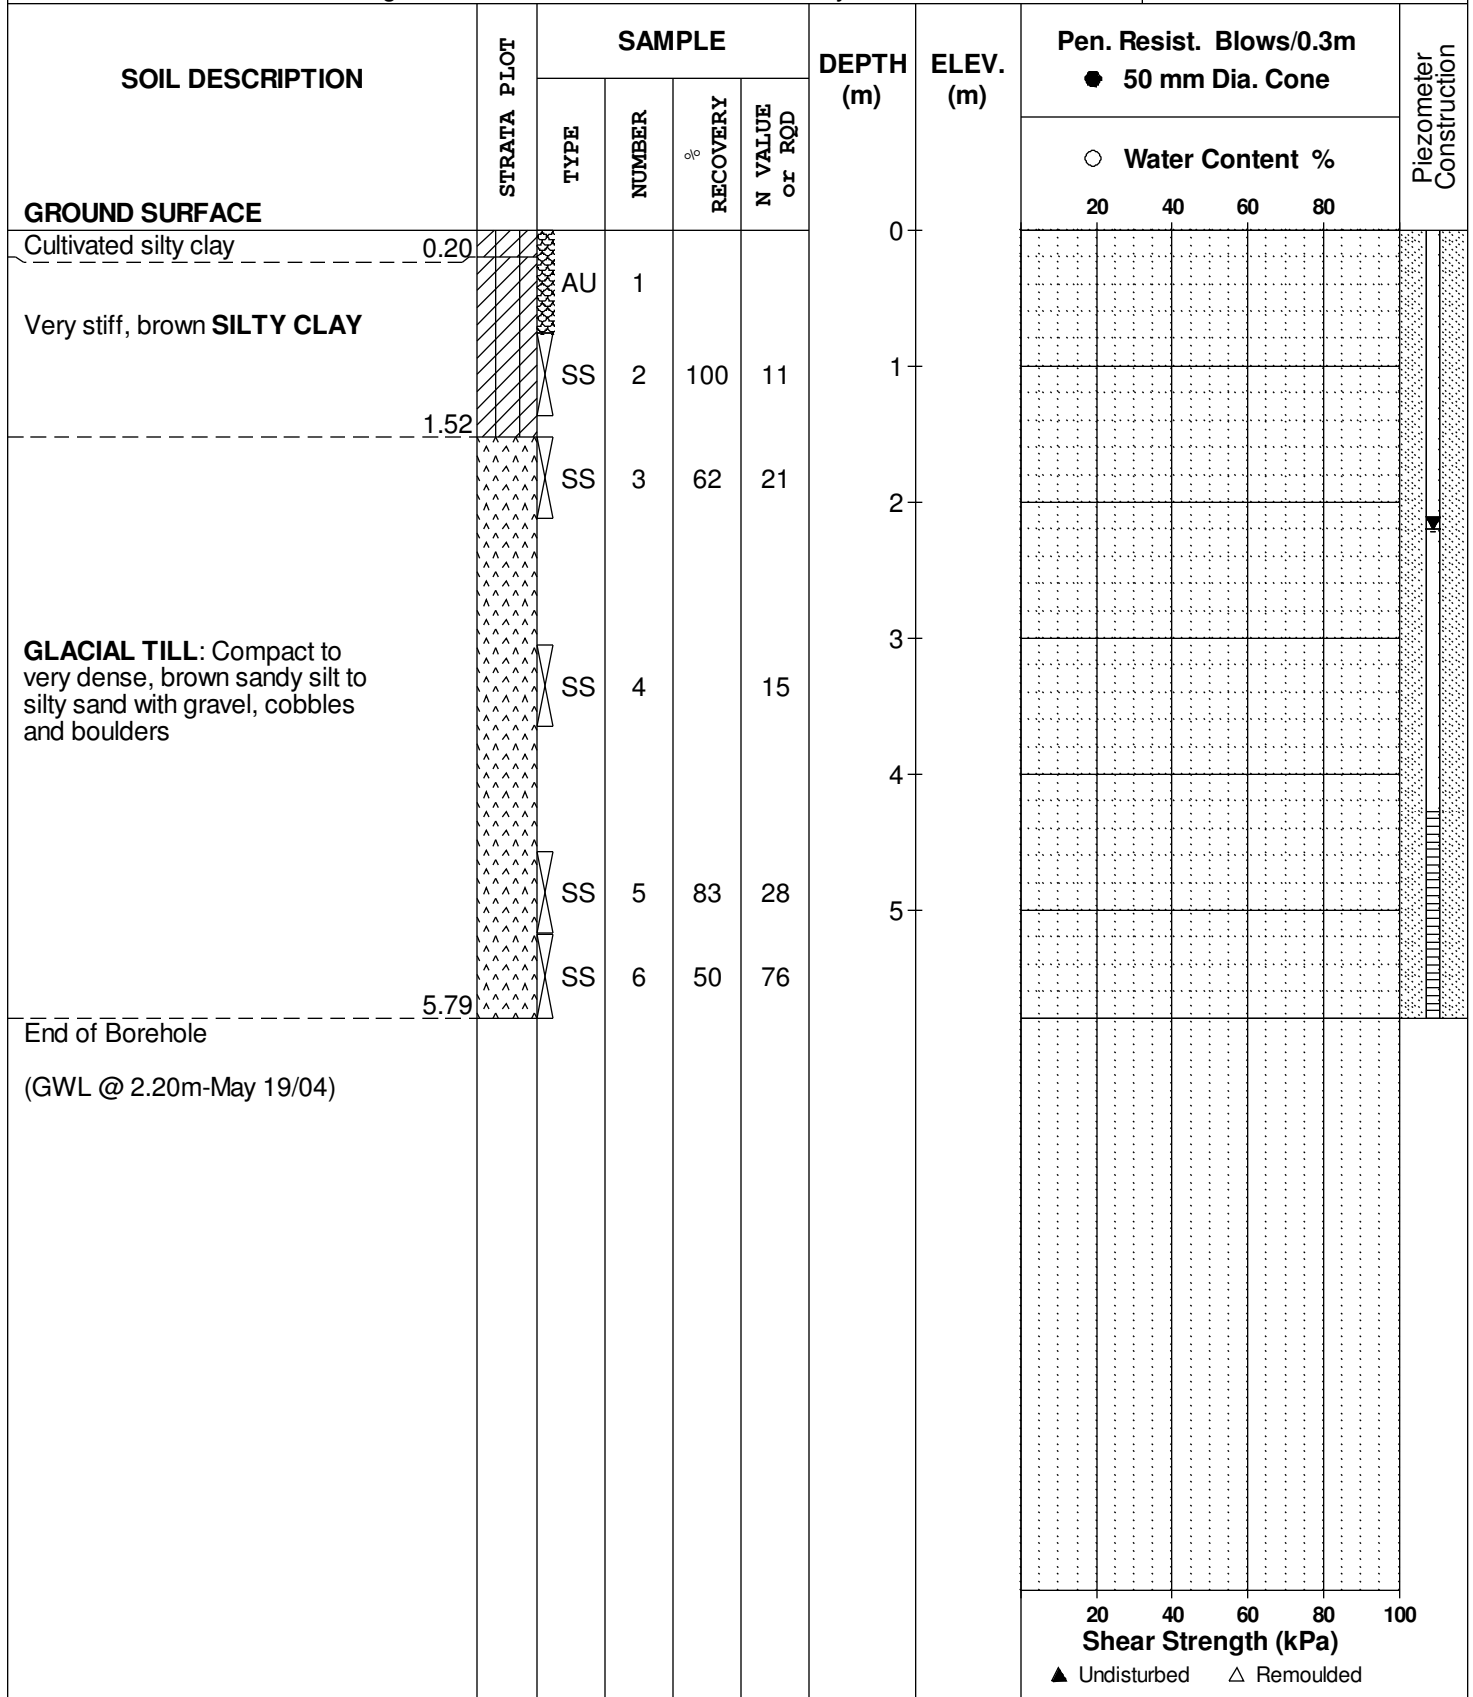 SOIL DESCRIPTION
GROUND SURFACE
STRATA PLOT
SAMPLE
TYPE
NUMBER
% RECOVERY
N VALUE or RQD
DEPTH (m)
ELEV. (m)
Pen. Resist. Blows/0.3m
● 50 mm Dia. Cone
○ Water Content %
20 40 60 80
Piezometer Construction
0
Cultivated silty clay 0.20
AU 1
Very stiff, brown SILTY CLAY
1
SS 2 100 11
1.52
SS 3 62 21
2
3
GLACIAL TILL: Compact to
very dense, brown sandy silt to
silty sand with gravel, cobbles
and boulders
SS 4 15
4
SS 5 83 28
5
SS 6 50 76
5.79
End of Borehole
(GWL @ 2.20m-May 19/04)
20 40 60 80 100
Shear Strength (kPa)
▲ Undisturbed △ Remoulded